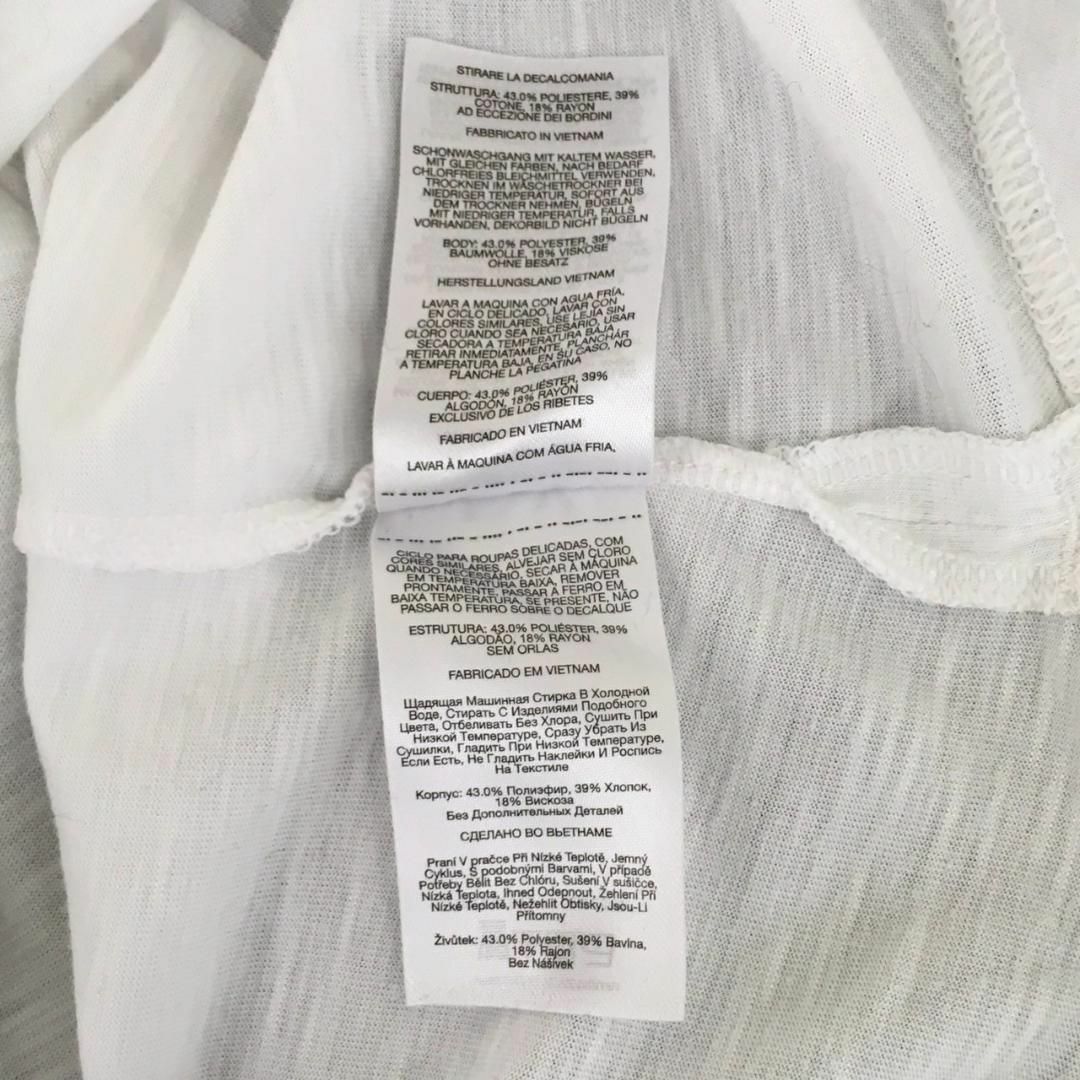 STIRARE LA DECALCOMANIA
STRUTTURA: 43.0% POLIESTERE, 39%
COTONE, 18% RAYON
AD ECCEZIONE DEI BORDINI
FABBRICATO IN VIETNAM
SCHONWASCHGANG MIT KALTEM WASSER,
MIT GLEICHEN FARBEN, NACH BEDARF
CHLORFREIES BLEICHMITTEL VERWENDEN,
TROCKNEN IM WÄSCHETROCKNER BEI
NIEDRIGER TEMPERATUR, SOFORT AUS
DEM TROCKNER NEHMEN, BÜGELN
MIT NIEDRIGER TEMPERATUR, FALLS
VORHANDEN, DEKORBILD NICHT BÜGELN
BODY: 43.0% POLYESTER, 39%
BAUMWOLLE, 18% VISKOSE
OHNE BESATZ
HERSTELLUNGSLAND VIETNAM
LAVAR A MAQUINA CON AGUA FRÍA,
EN CICLO DELICADO, LAVAR CON
COLORES SIMILARES, USE LEJÍA SIN
CLORO CUANDO SEA NECESARIO, USAR
SECADORA A TEMPERATURA BAJA,
RETIRAR INMEDIATAMENTE, PLANCHAR
A TEMPERATURA BAJA, EN SU CASO, NO
PLANCHE LA PEGATINA
CUERPO: 43.0% POLIÉSTER, 39%
ALGODÓN, 18% RAYÓN
EXCLUSIVO DE LOS RIBETES
FABRICADO EN VIETNAM
LAVAR À MAQUINA COM ÁGUA FRIA,
CICLO PARA ROUPAS DELICADAS, COM
CORES SIMILARES, ALVEJAR SEM CLORO
QUANDO NECESSÁRIO, SECAR À MÁQUINA
EM TEMPERATURA BAIXA, REMOVER
PRONTAMENTE, PASSAR A FERRO EM
BAIXA TEMPERATURA, SE PRESENTE, NÃO
PASSAR O FERRO SOBRE O DECALQUE
ESTRUTURA: 43.0% POLIÉSTER, 39%
ALGODÃO, 18% RAYON
SEM ORLAS
FABRICADO EM VIETNAM
Щадящая Машинная Стирка В Холодной
Воде, Стирать С Изделиями Подобного
Цвета, Отбеливать Без Хлора, Сушить При
Низкой Температуре, Сразу Убрать Из
Сушилки, Гладить При Низкой Температуре,
Если Есть, Не Гладить Наклейки И Роспись
На Текстиле
Корпус: 43.0% Полиэфир, 39% Хлопок,
18% Вискоза
Без Дополнительных Деталей
СДЕЛАНО ВО ВЬЕТНАМЕ
Praní V pračce Při Nízké Teplotě, Jemný
Cyklus, S podobnými Barvami, V případě
Potřeby Bělit Bez Chlóru, Sušení V sušičce,
Nízká Teplota, Ihned Odepnout, Žehlení Při
Nízké Teplotě, Nežehlit Obtisky, Jsou-Li
Přítomny
Živůtek: 43.0% Polyester, 39% Bavlna,
18% Rajon
Bez Nášivek